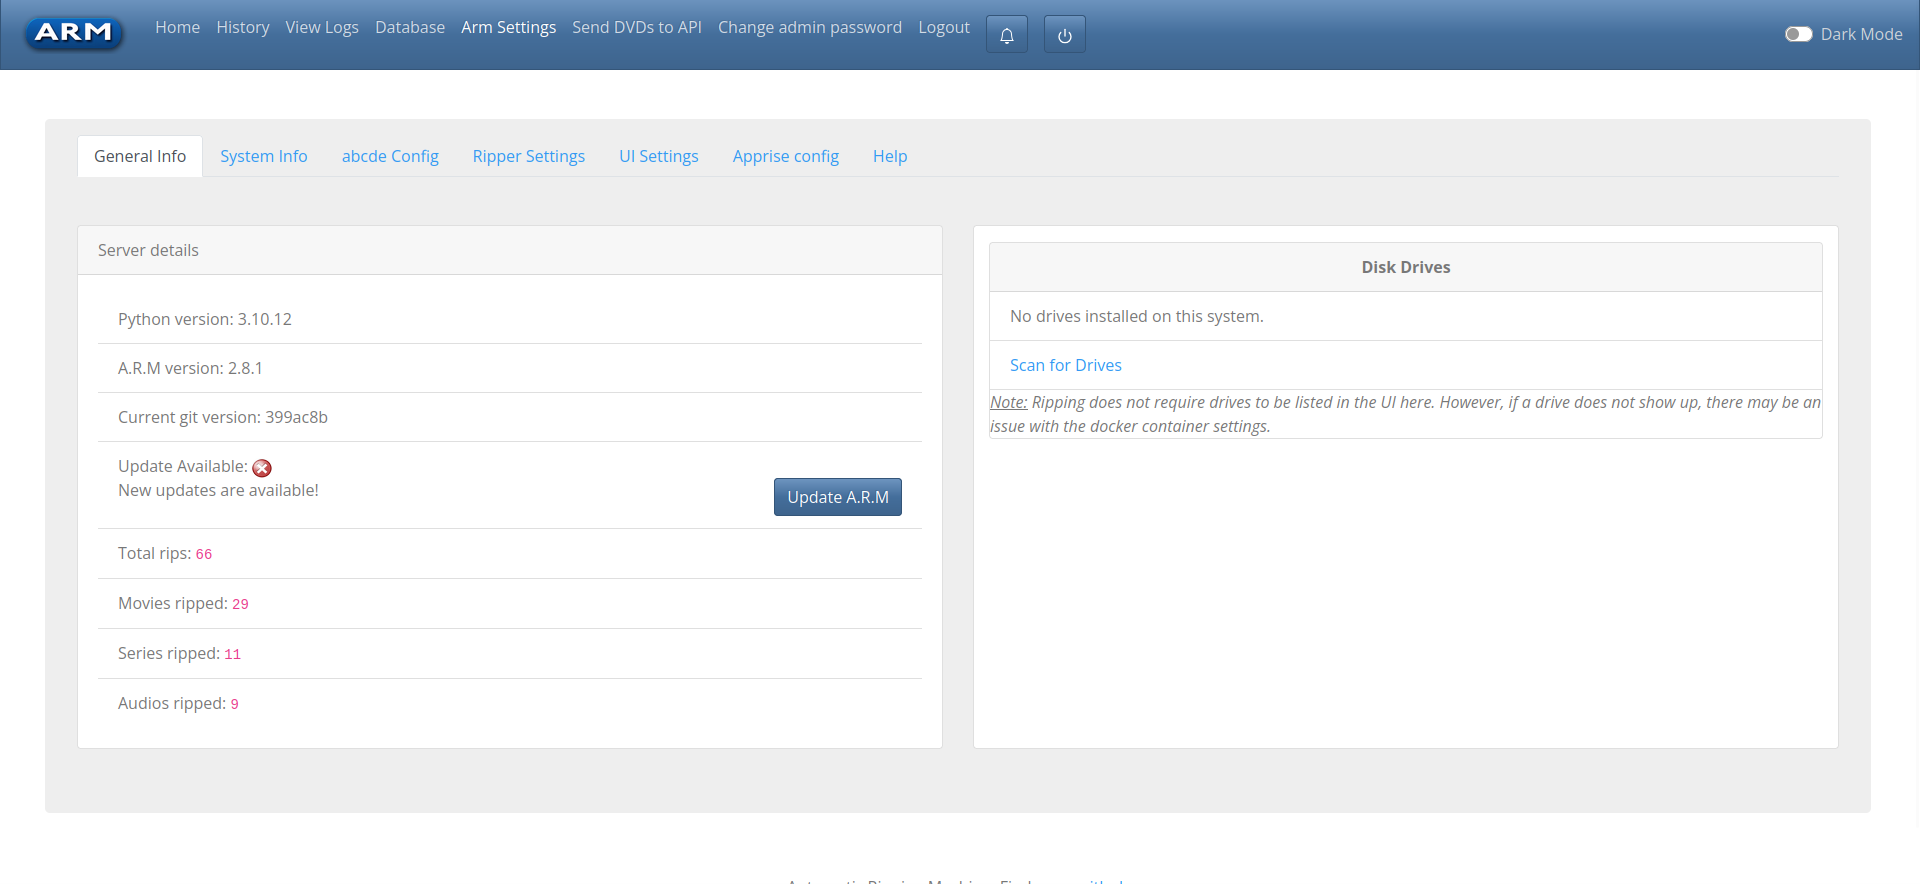 ARM Home History View Logs Database Arm Settings Send DVDs to API Change admin password Logout Dark Mode
General Info System Info abcde Config Ripper Settings UI Settings Apprise config Help
Server details
Python version: 3.10.12
A.R.M version: 2.8.1
Current git version: 399ac8b
Update Available:
New updates are available!
Update A.R.M
Total rips: 66
Movies ripped: 29
Series ripped: 11
Audios ripped: 9
Disk Drives
No drives installed on this system.
Scan for Drives
Note: Ripping does not require drives to be listed in the UI here. However, if a drive does not show up, there may be an
issue with the docker container settings.